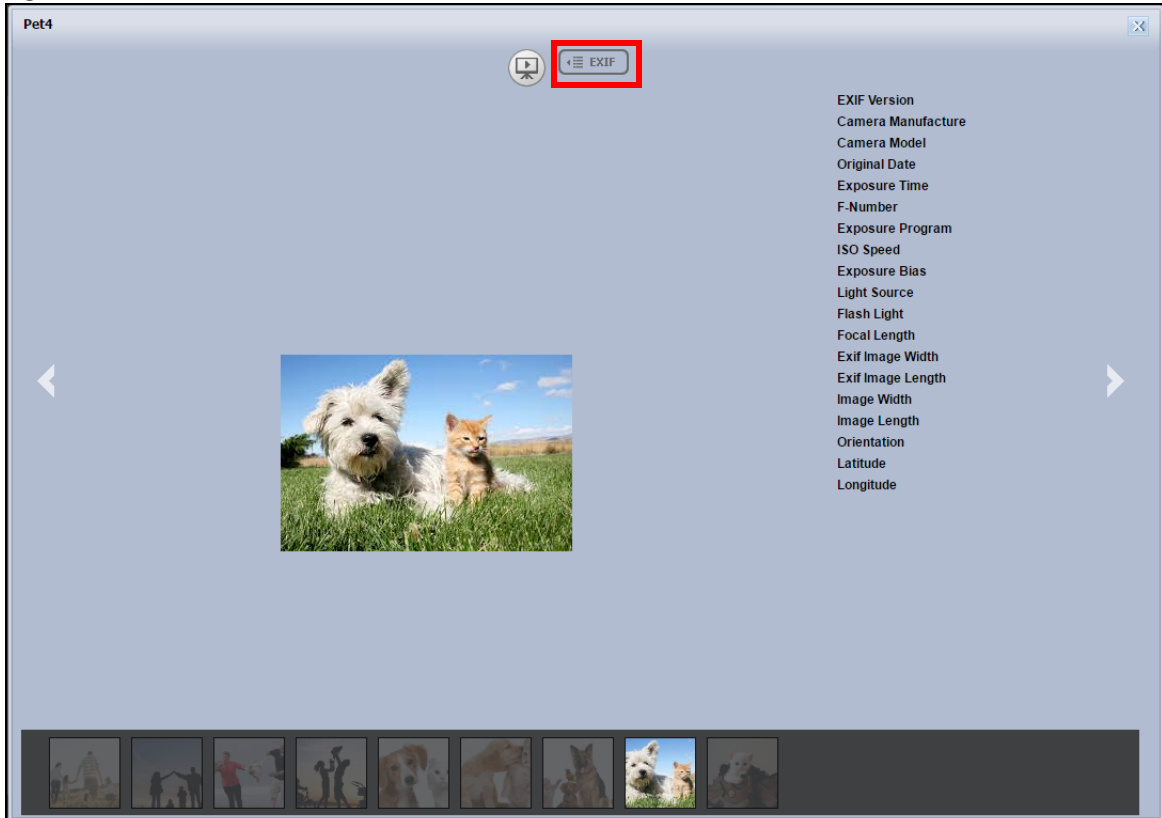 Pet4
EXIF
EXIF Version
Camera Manufacture
Camera Model
Original Date
Exposure Time
F-Number
Exposure Program
ISO Speed
Exposure Bias
Light Source
Flash Light
Focal Length
Exif Image Width
Exif Image Length
Image Width
Image Length
Orientation
Latitude
Longitude